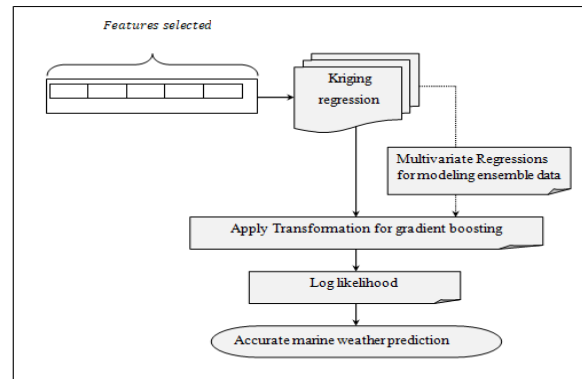 Features selected
Kriging
regression
Multivariate Regressions
for modeling ensemble data
Apply Transformation for gradient boosting
Log likelihood
Accurate marine weather prediction